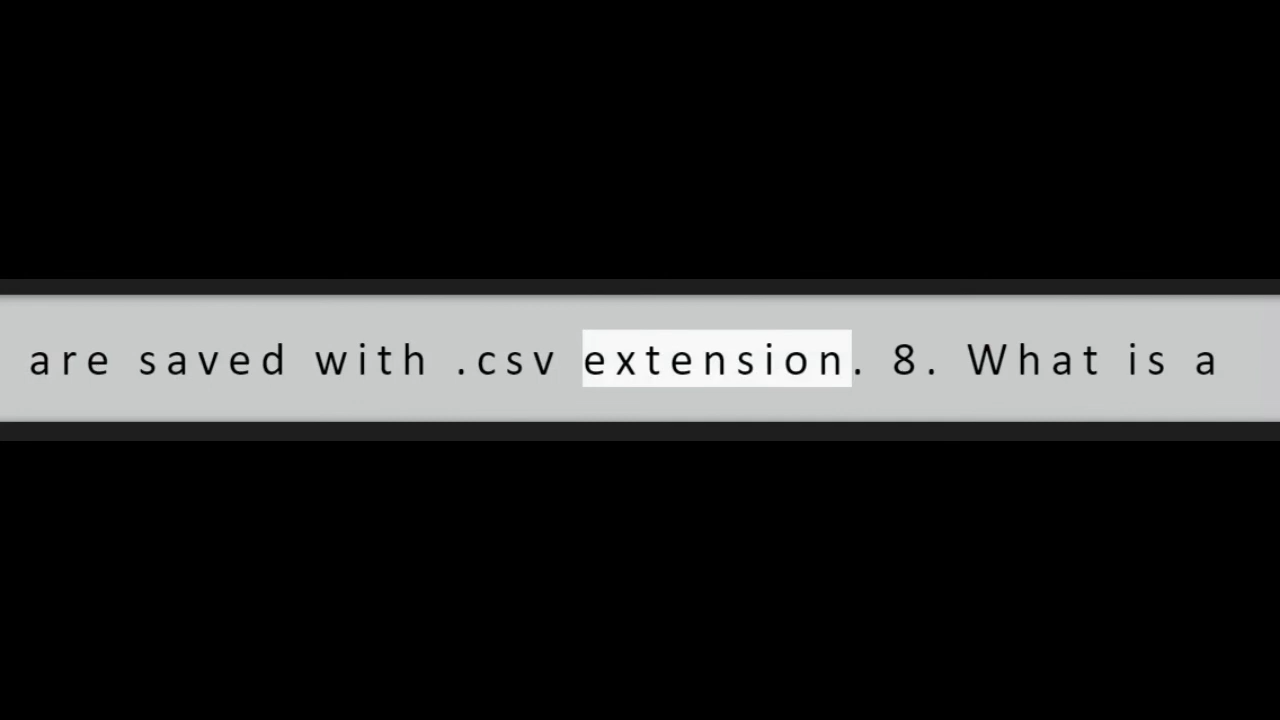 are saved with .csv extension. 8. What is a